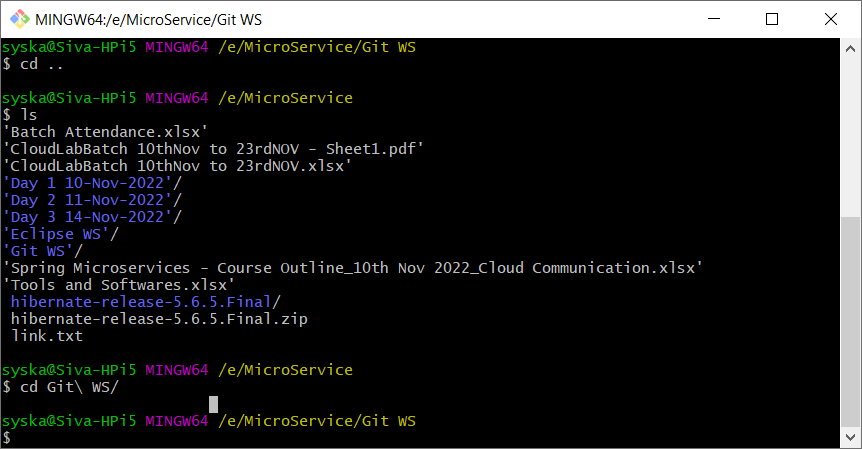 MINGW64:/e/MicroService/Git WS
syska@Siva-HPi5 MINGW64 /e/MicroService/Git WS
$ cd ..
syska@Siva-HPi5 MINGW64 /e/MicroService
$ ls
'Batch Attendance.xlsx'
'CloudLabBatch 10thNov to 23rdNOV - Sheet1.pdf'
'CloudLabBatch 10thNov to 23rdNOV.xlsx'
'Day 1 10-Nov-2022'/
'Day 2 11-Nov-2022'/
'Day 3 14-Nov-2022'/
'Eclipse WS'/
'Git WS'/
'Spring Microservices - Course Outline_10th Nov 2022_Cloud Communication.xlsx'
'Tools and Softwares.xlsx'
hibernate-release-5.6.5.Final/
hibernate-release-5.6.5.Final.zip
link.txt
syska@Siva-HPi5 MINGW64 /e/MicroService
$ cd Git\ WS/
syska@Siva-HPi5 MINGW64 /e/MicroService/Git WS
$